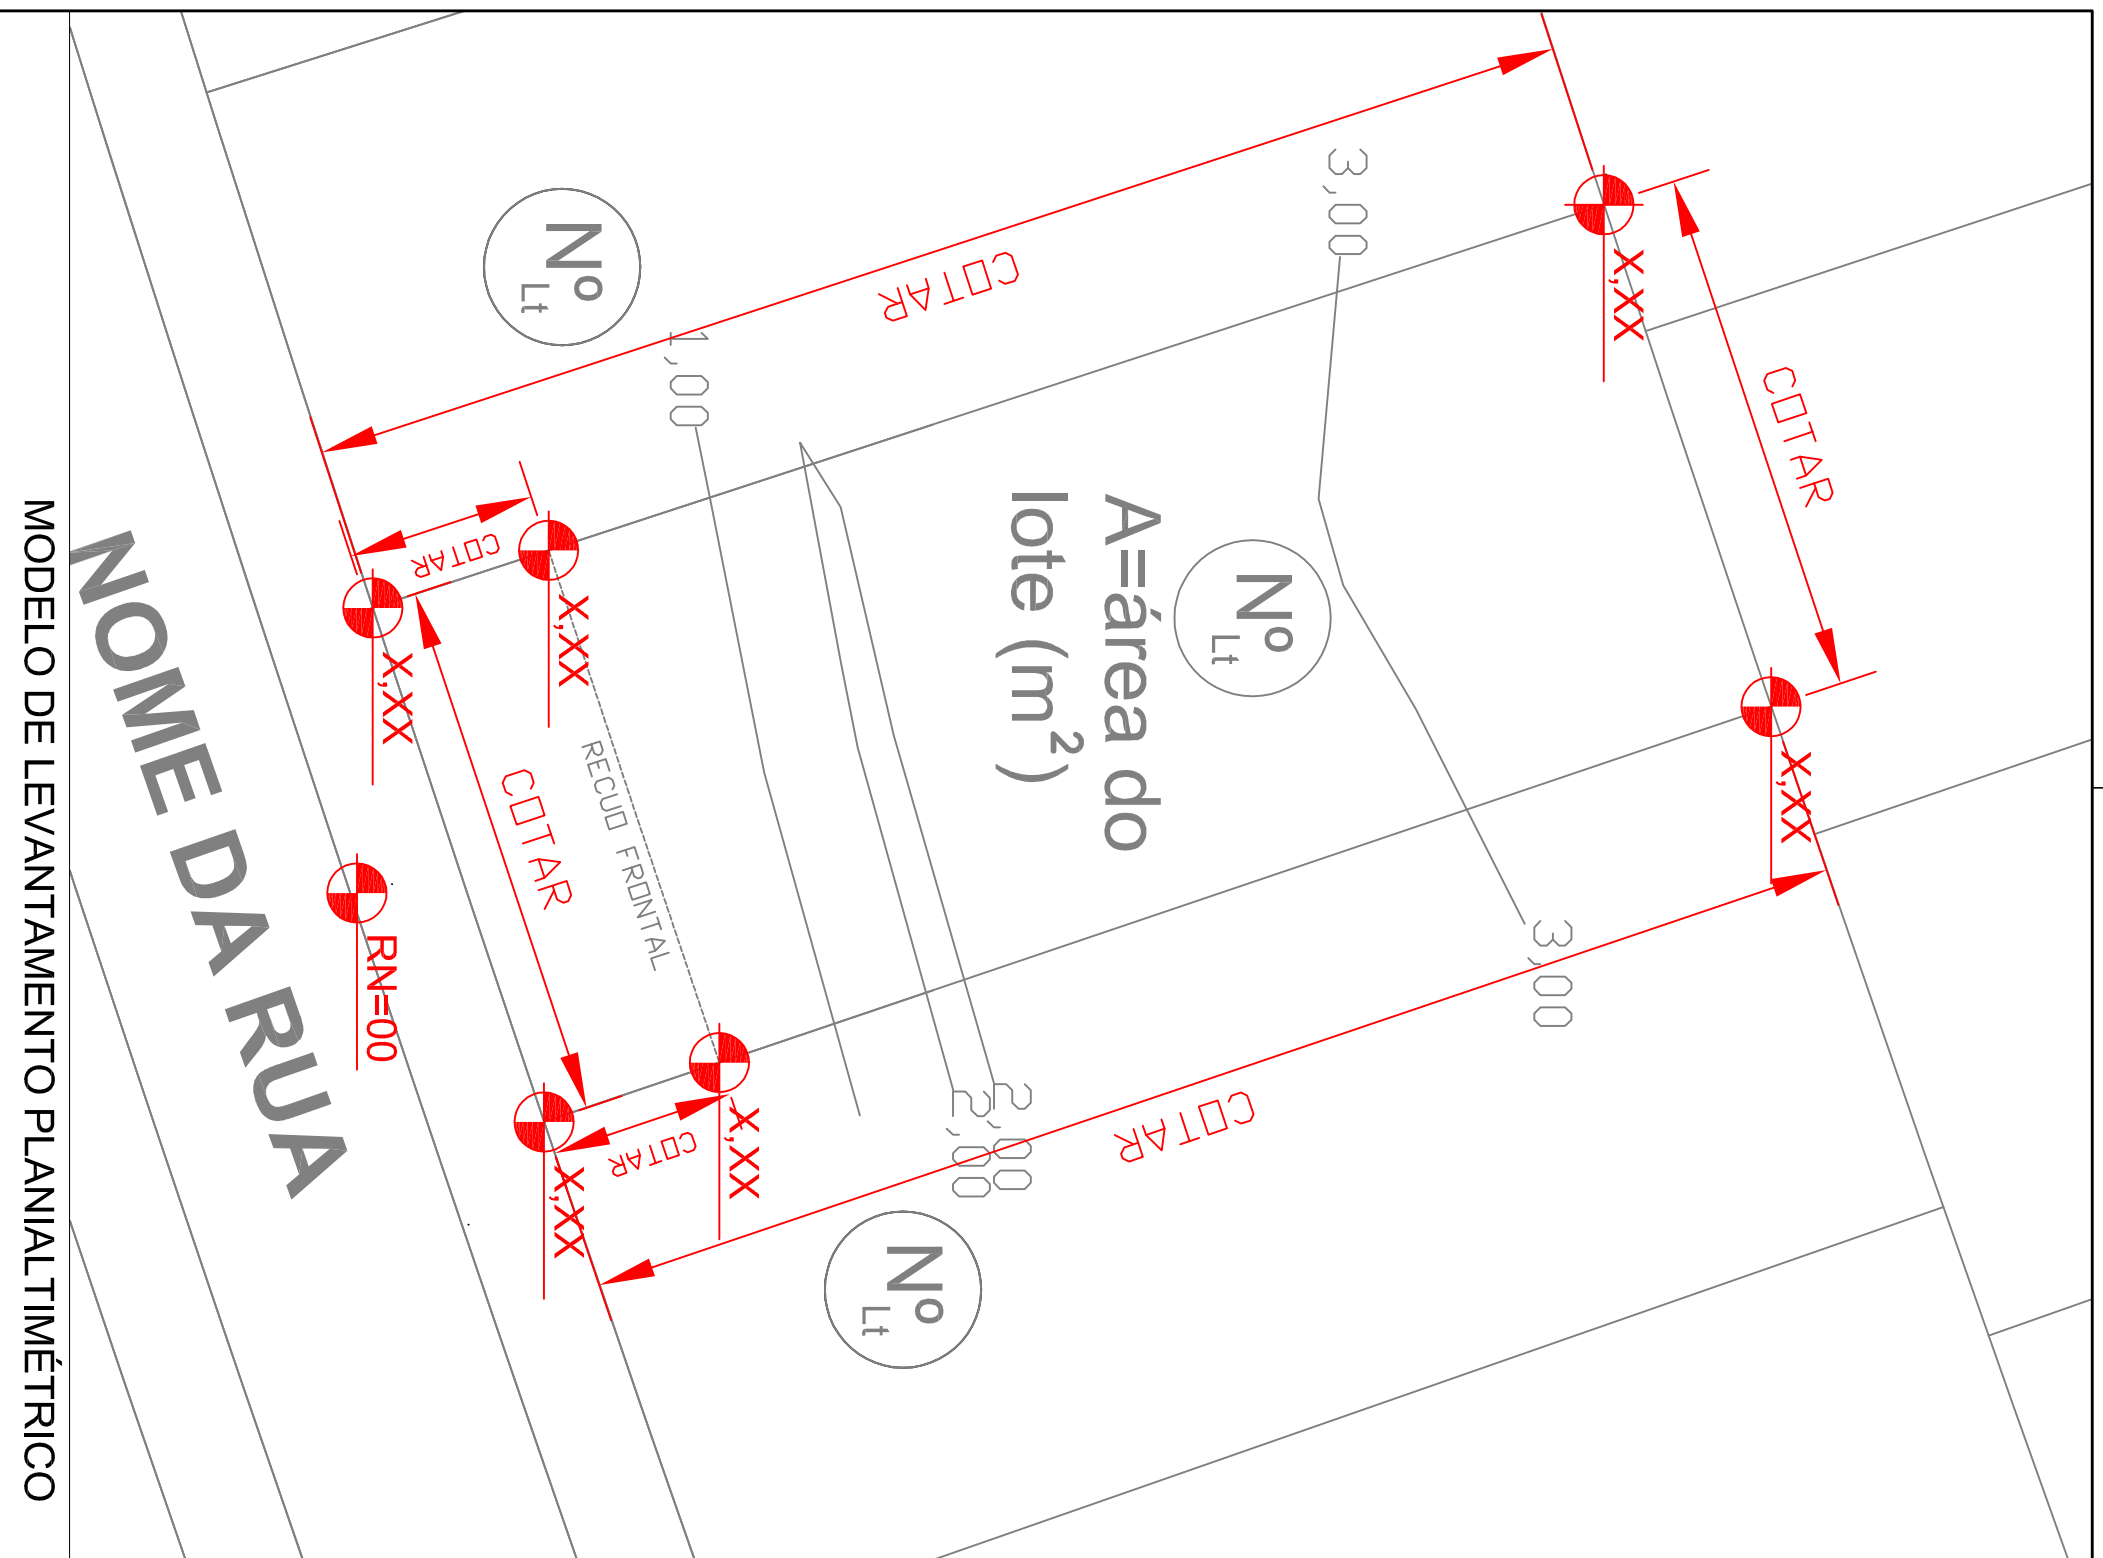 3,00
X,XX
COTAR
X,XX
COTAR
Nº
Lt
1,00
Nº
Lt
A=área do
lote (m²)
3,00
COTAR
X,XX
COTAR
X,XX
RECUO FRONTAL
COTAR
2,00
2,00
COTAR
X,XX
X,XX
Nº
Lt
RN=00
NOME DA RUA
MODELO DE LEVANTAMENTO PLANIALTIMÉTRICO